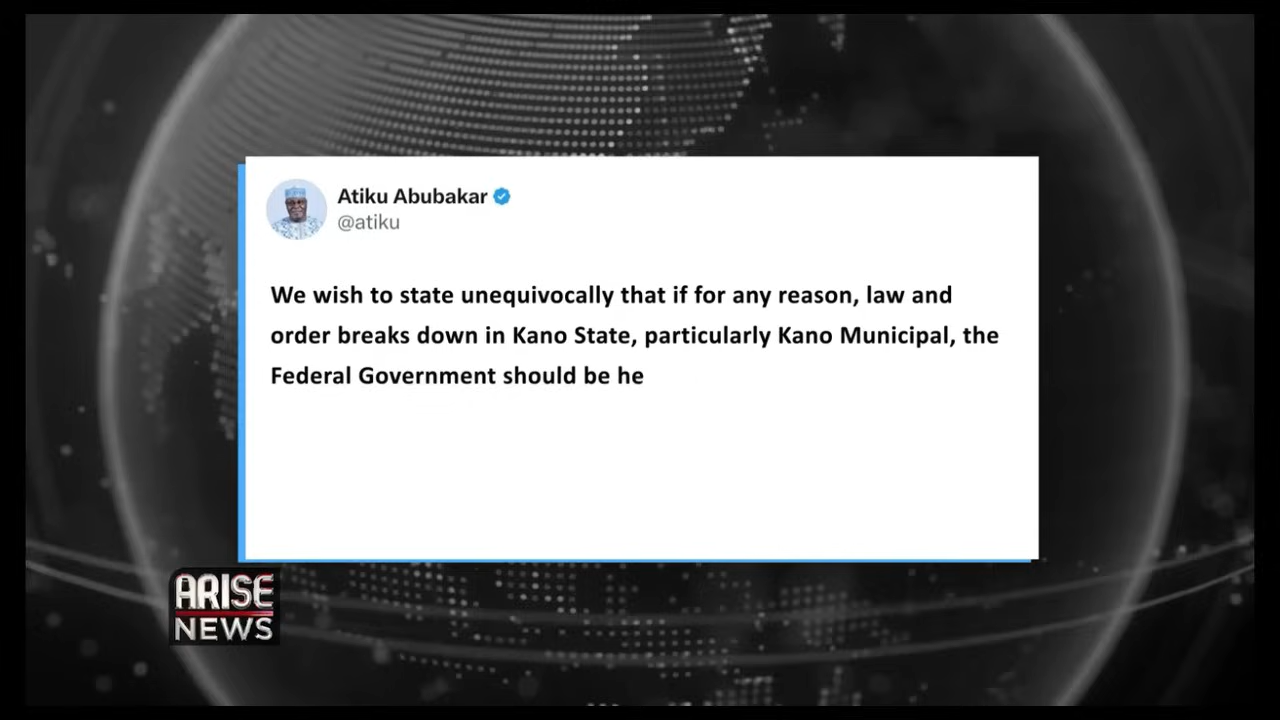 Atiku Abubakar
@atiku
We wish to state unequivocally that if for any reason, law and
order breaks down in Kano State, particularly Kano Municipal, the
Federal Government should be he
ARISE
NEWS